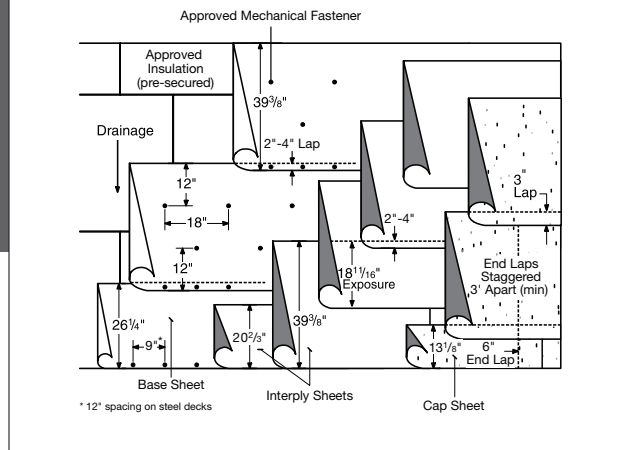 Approved Mechanical Fastener
Approved
Insulation
(pre-secured)
39⅜"
Drainage
2"-4" Lap
3"
Lap
12"
18"
2"-4"
12"
18¹¹/₁₆"
Exposure
End Laps
Staggered
3' Apart (min)
26¼"
39⅜"
20⅔"
9"*
13⅛"
6"
End Lap
Base Sheet
Interply Sheets
Cap Sheet
* 12" spacing on steel decks